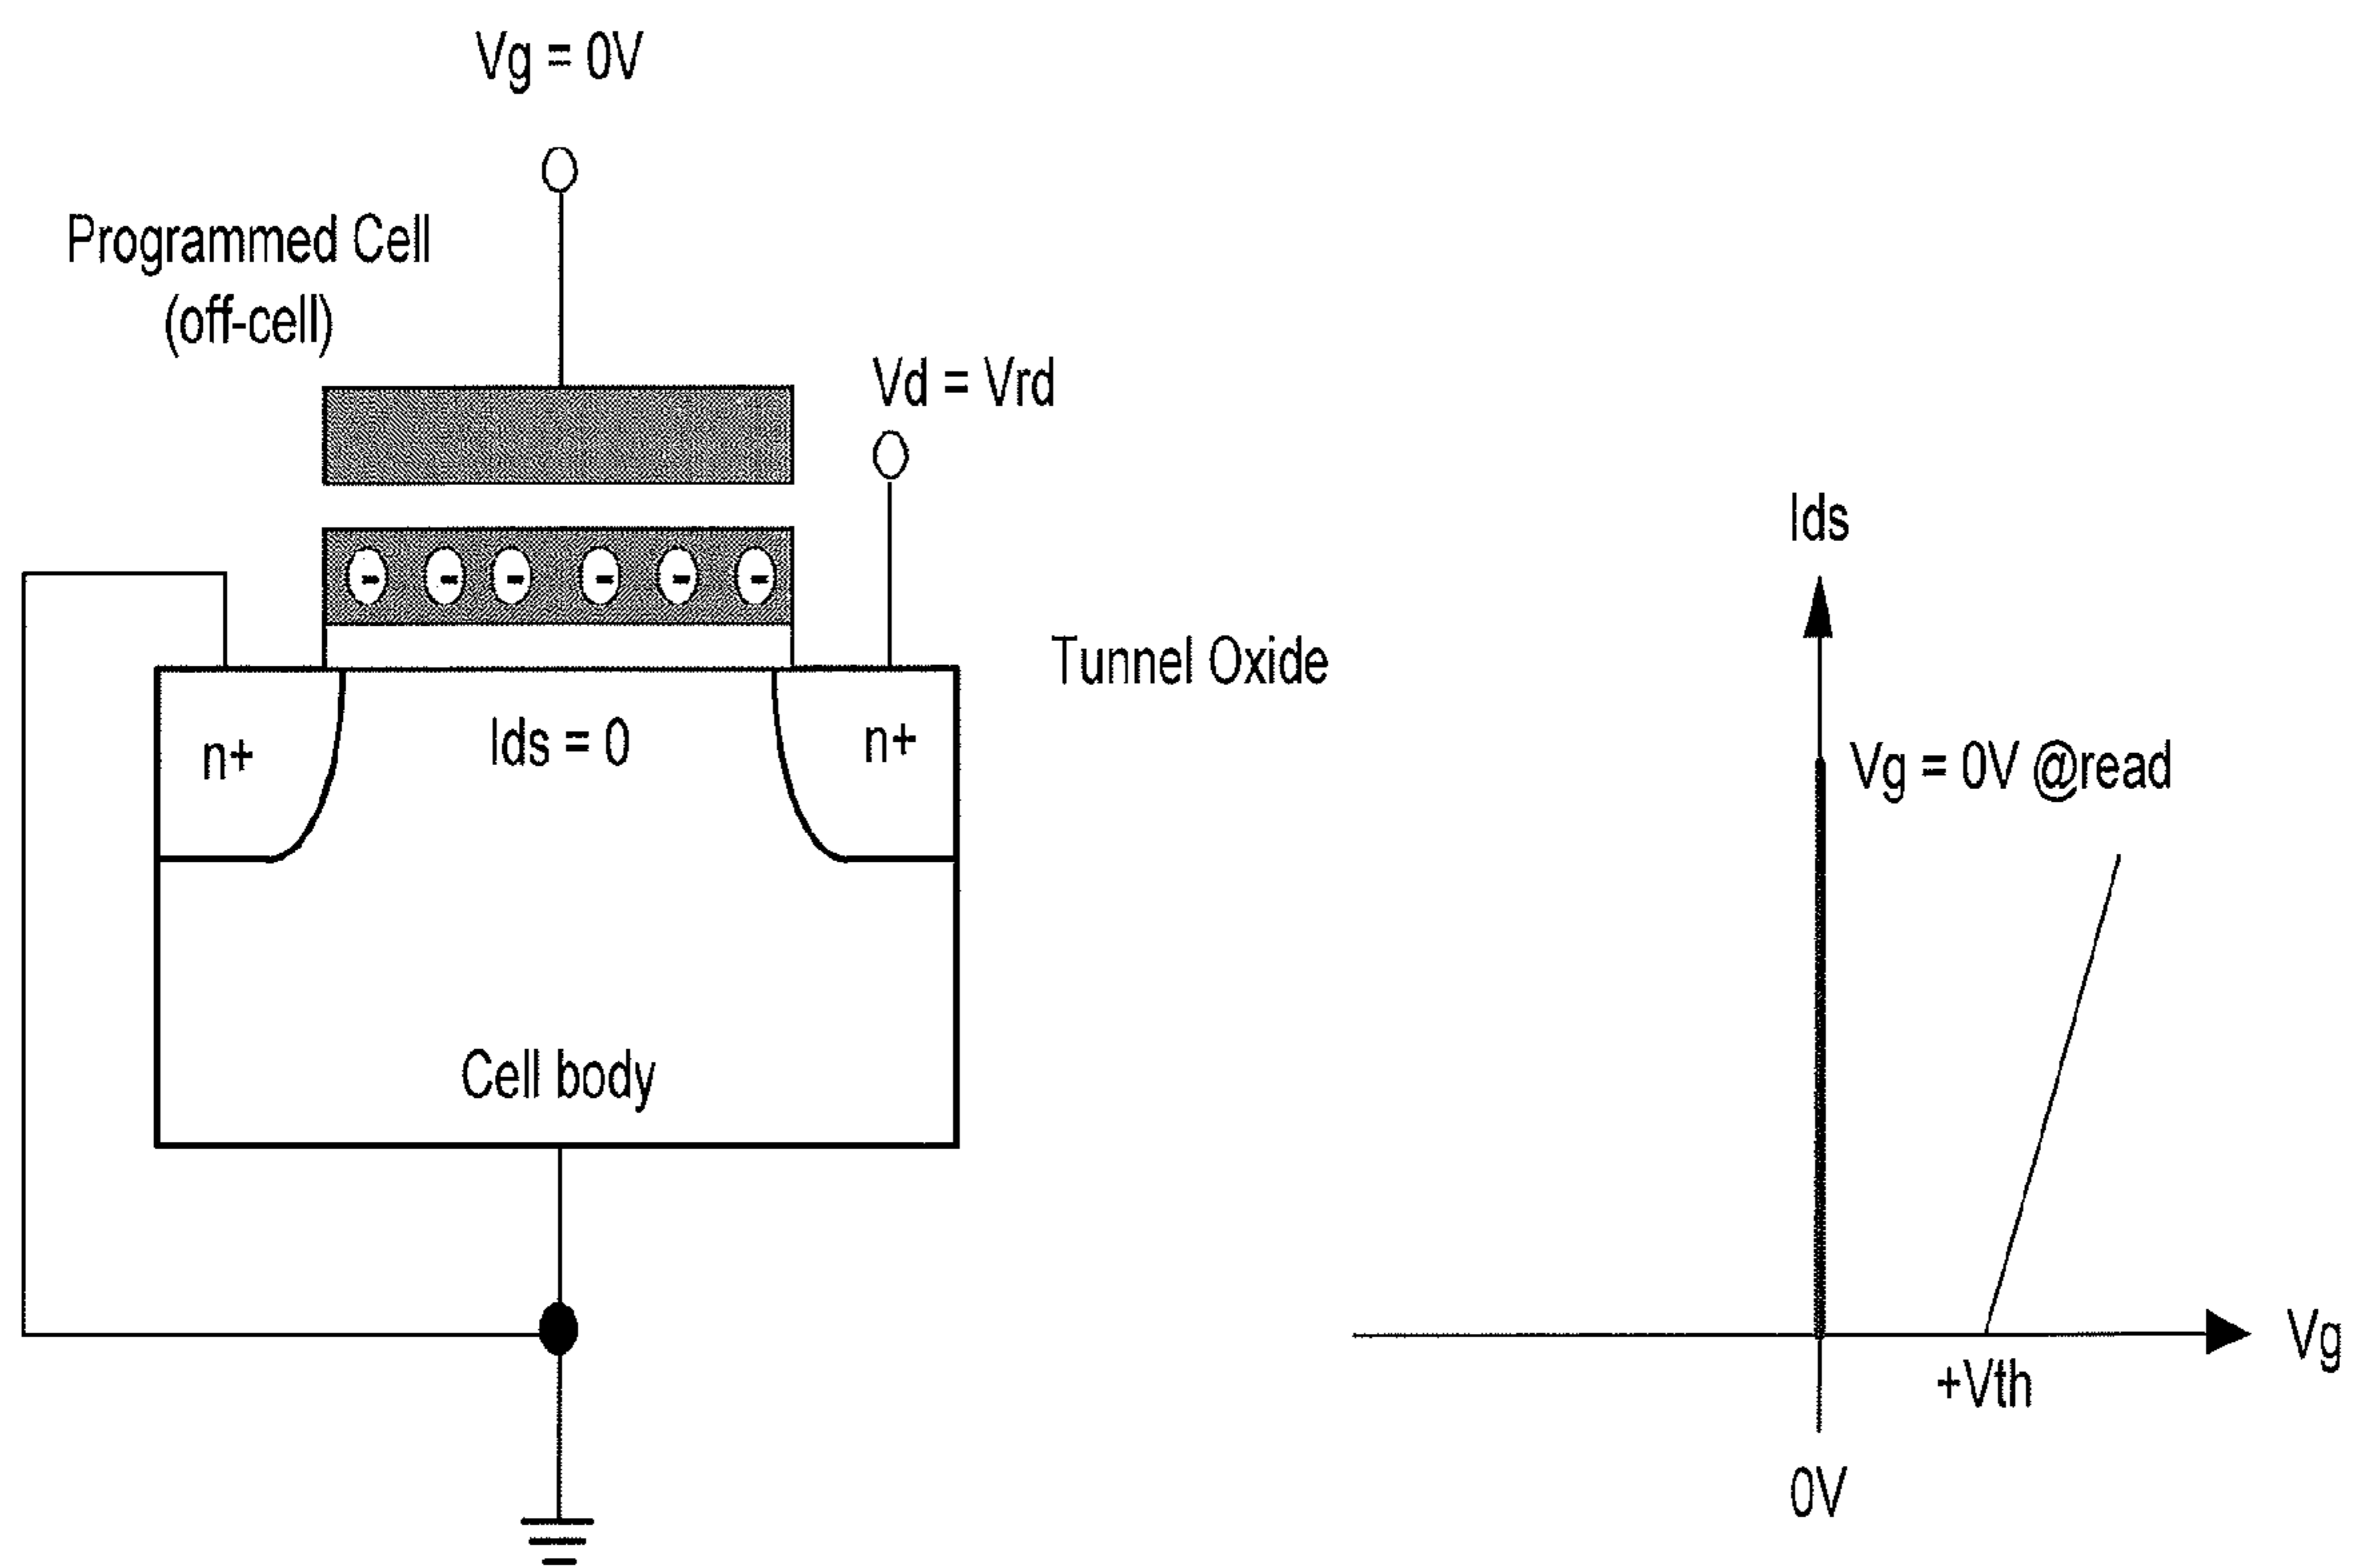 Vg = 0V
Programmed Cell
(off-cell)
Vd = Vrd
Tunnel Oxide
n+
Ids = 0
n+
Cell body
Ids
Vg = 0V @read
Vg
+Vth
0V